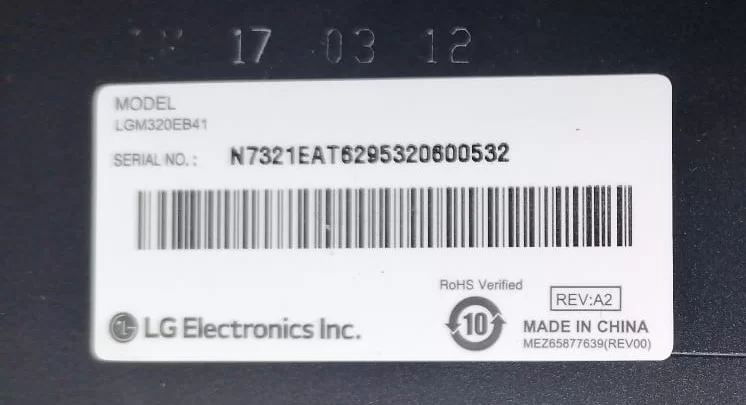 17 03 12
MODEL
LGM320EB41
SERIAL NO.: N7321EAT6295320600532
RoHS Verified
REV:A2
10
LG Electronics Inc.
MADE IN CHINA
MEZ65877639(REV00)